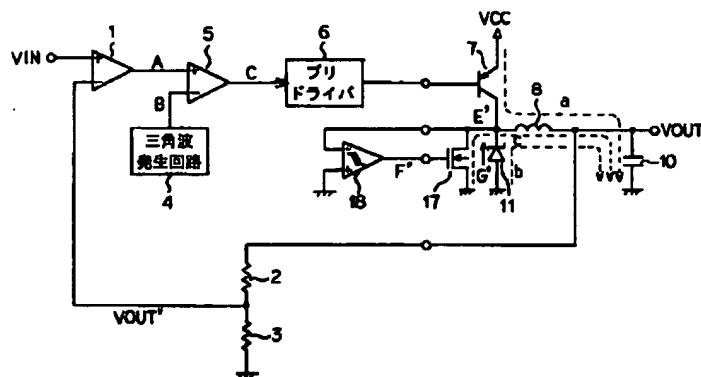 VCC
1
5
6
7
VIN
A
C
プリ
ドライバ
8
a
B
E'
VOUT
三角波
発生回路
4
F'
G'
b
c
10
18
17
11
2
VOUT'
3